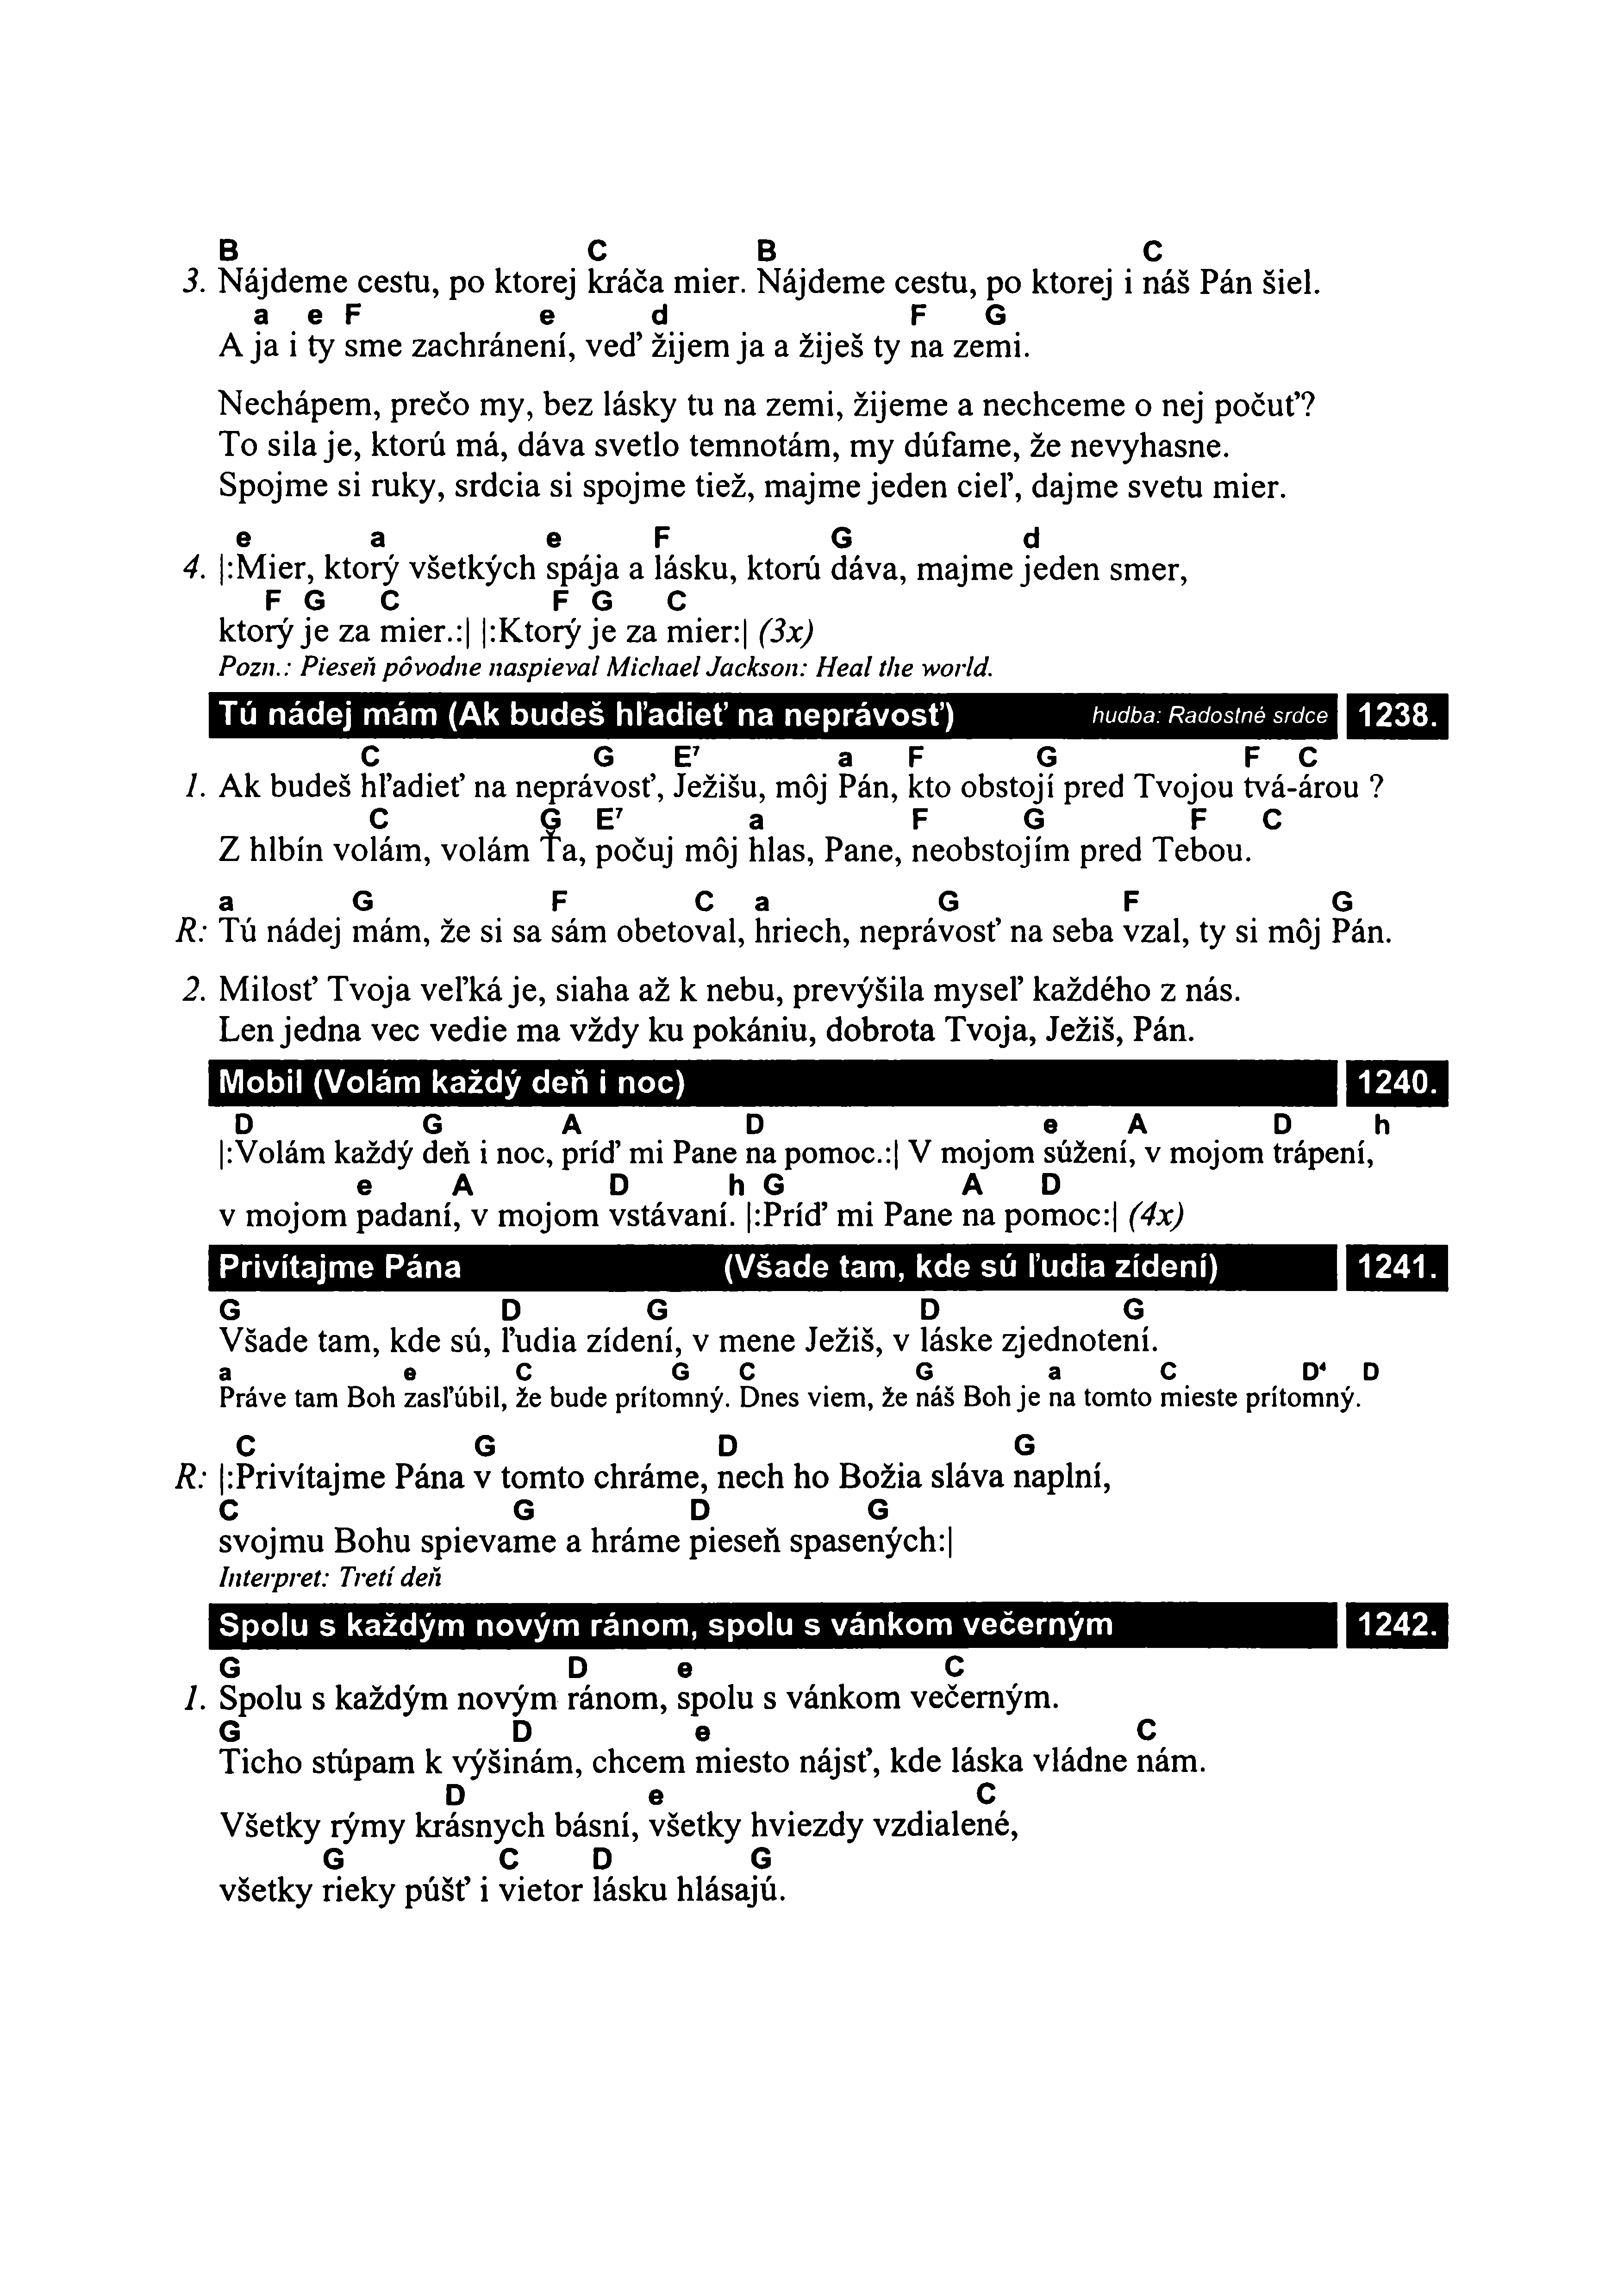 B C B C
3. Nájdeme cestu, po ktorej kráča mier. Nájdeme cestu, po ktorej i náš Pán šiel.
a e F e d F G
A ja i ty sme zachránení, veď žijem ja a žiješ ty na zemi.
Nechápem, prečo my, bez lásky tu na zemi, žijeme a nechceme o nej počuť?
To sila je, ktorú má, dáva svetlo temnotám, my dúfame, že nevyhasne.
Spojme si ruky, srdcia si spojme tiež, majme jeden cieľ, dajme svetu mier.
e a e F G d
4. |:Mier, ktorý všetkých spája a lásku, ktorú dáva, majme jeden smer,
F G C F G C
ktorý je za mier.:| |:Ktorý je za mier:| (3x)
Pozn.: Pieseň pôvodne naspieval Michael Jackson: Heal the world.
Tú nádej mám (Ak budeš hľadieť na neprávosť) hudba: Radostné srdce 1238.
C G E⁷ a F G F C
1. Ak budeš hľadieť na neprávosť, Ježišu, môj Pán, kto obstojí pred Tvojou tvá-árou ?
C G E⁷ a F G F C
Z hlbín volám, volám Ťa, počuj môj hlas, Pane, neobstojím pred Tebou.
a G F C a G F G
R: Tú nádej mám, že si sa sám obetoval, hriech, neprávosť na seba vzal, ty si môj Pán.
2. Milosť Tvoja veľká je, siaha až k nebu, prevýšila myseľ každého z nás.
Len jedna vec vedie ma vždy ku pokániu, dobrota Tvoja, Ježiš, Pán.
Mobil (Volám každý deň i noc) 1240.
D G A D e A D h
|:Volám každý deň i noc, príď mi Pane na pomoc.:| V mojom súžení, v mojom trápení,
e A D h G A D
v mojom padaní, v mojom vstávaní. |:Príď mi Pane na pomoc:| (4x)
Privítajme Pána (Všade tam, kde sú ľudia zídení) 1241.
G D G D G
Všade tam, kde sú, ľudia zídení, v mene Ježiš, v láske zjednotení.
a e C G C G a C D⁴ D
Práve tam Boh zasľúbil, že bude prítomný. Dnes viem, že náš Boh je na tomto mieste prítomný.
C G D G
R: |:Privítajme Pána v tomto chráme, nech ho Božia sláva naplní,
C G D G
svojmu Bohu spievame a hráme pieseň spasených:|
Interpret: Tretí deň
Spolu s každým novým ránom, spolu s vánkom večerným 1242.
G D e C
1. Spolu s každým novým ránom, spolu s vánkom večerným.
G D e C
Ticho stúpam k výšinám, chcem miesto nájsť, kde láska vládne nám.
D e C
Všetky rýmy krásnych básní, všetky hviezdy vzdialené,
G C D G
všetky rieky púšť i vietor lásku hlásajú.